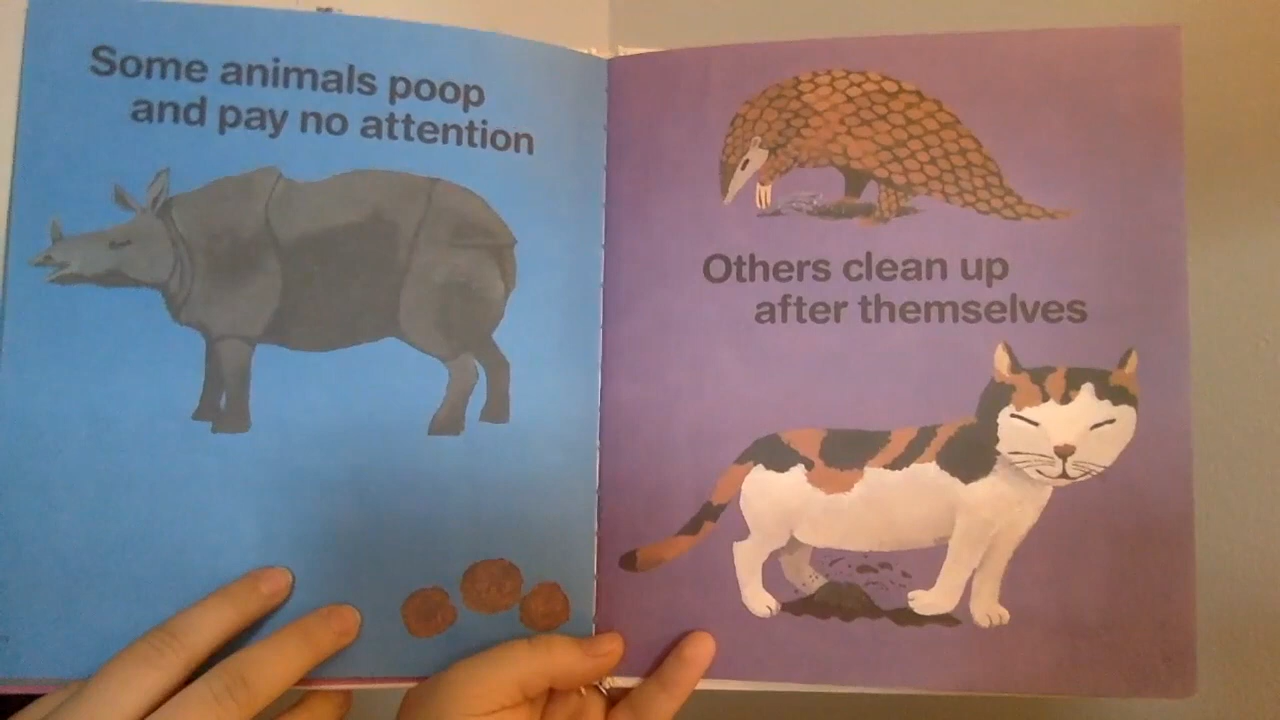 Some animals poop
and pay no attention
Others clean up
after themselves